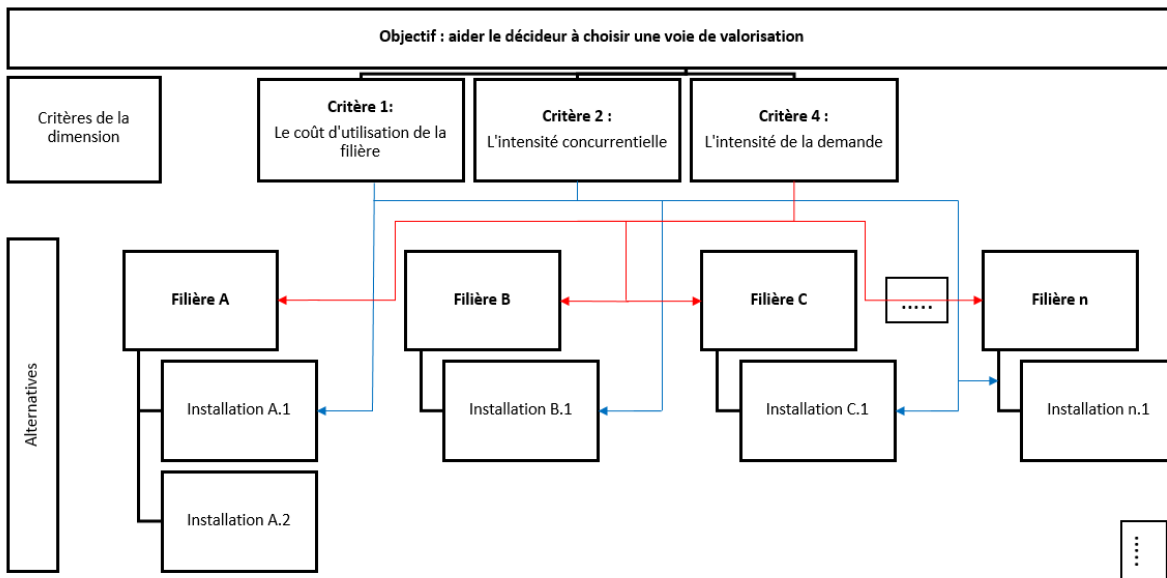 Objectif : aider le décideur à choisir une voie de valorisation
Critères de la
dimension
Critère 1:
Le coût d'utilisation de la
filière
Critère 2 :
L'intensité concurrentielle
Critère 4 :
L'intensité de la demande
Alternatives
Filière A
Filière B
Filière C
.....
Filière n
Installation A.1
Installation B.1
Installation C.1
Installation n.1
Installation A.2
.....